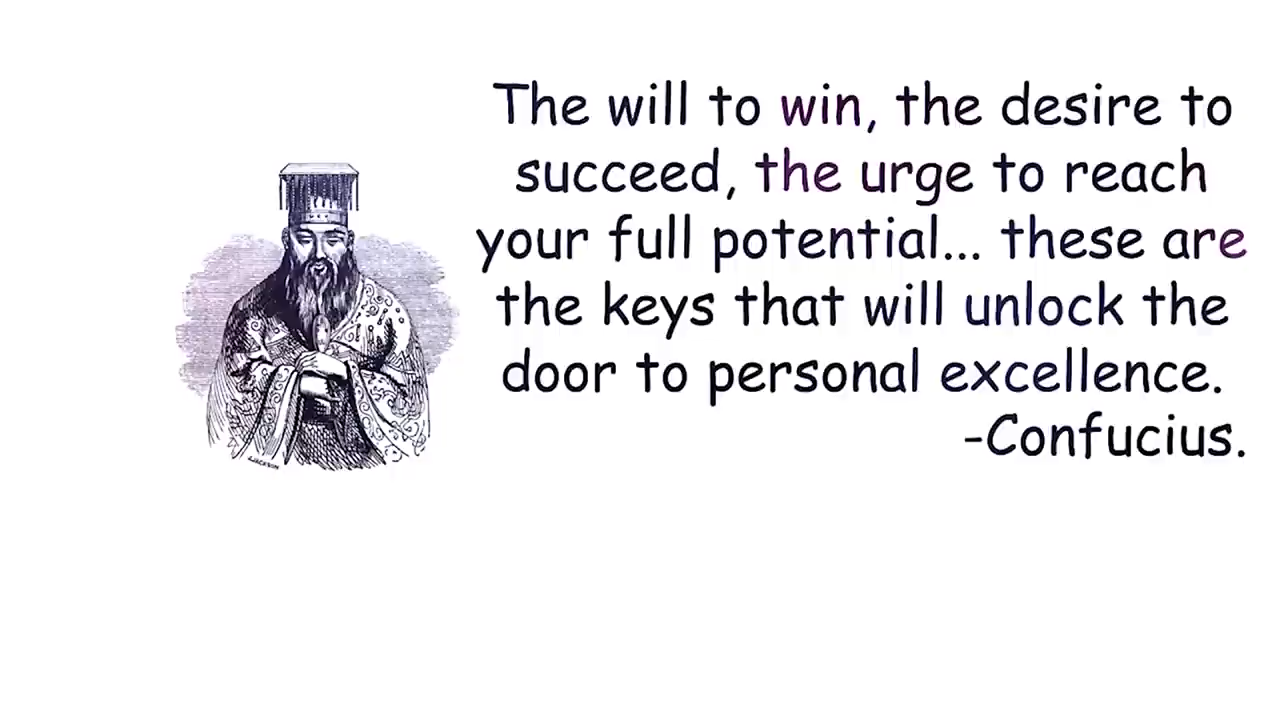 The will to win, the desire to
succeed, the urge to reach
your full potential... these are
the keys that will unlock the
door to personal excellence.
-Confucius.
J.JACKSON